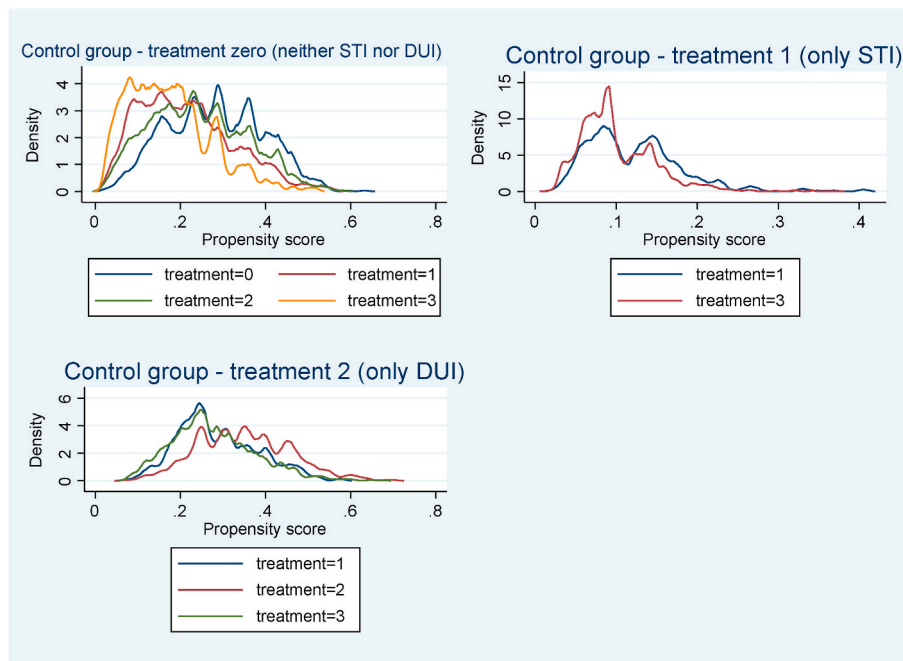 Control group - treatment zero (neither STI nor DUI)
Density
4
3
2
1
0
0 .2 .4 .6 .8
Propensity score
treatment=0 treatment=1
treatment=2 treatment=3
Control group - treatment 1 (only STI)
Density
15
10
5
0
0 .1 .2 .3 .4
Propensity score
treatment=1
treatment=3
Control group - treatment 2 (only DUI)
Density
6
4
2
0
0 .2 .4 .6 .8
Propensity score
treatment=1
treatment=2
treatment=3